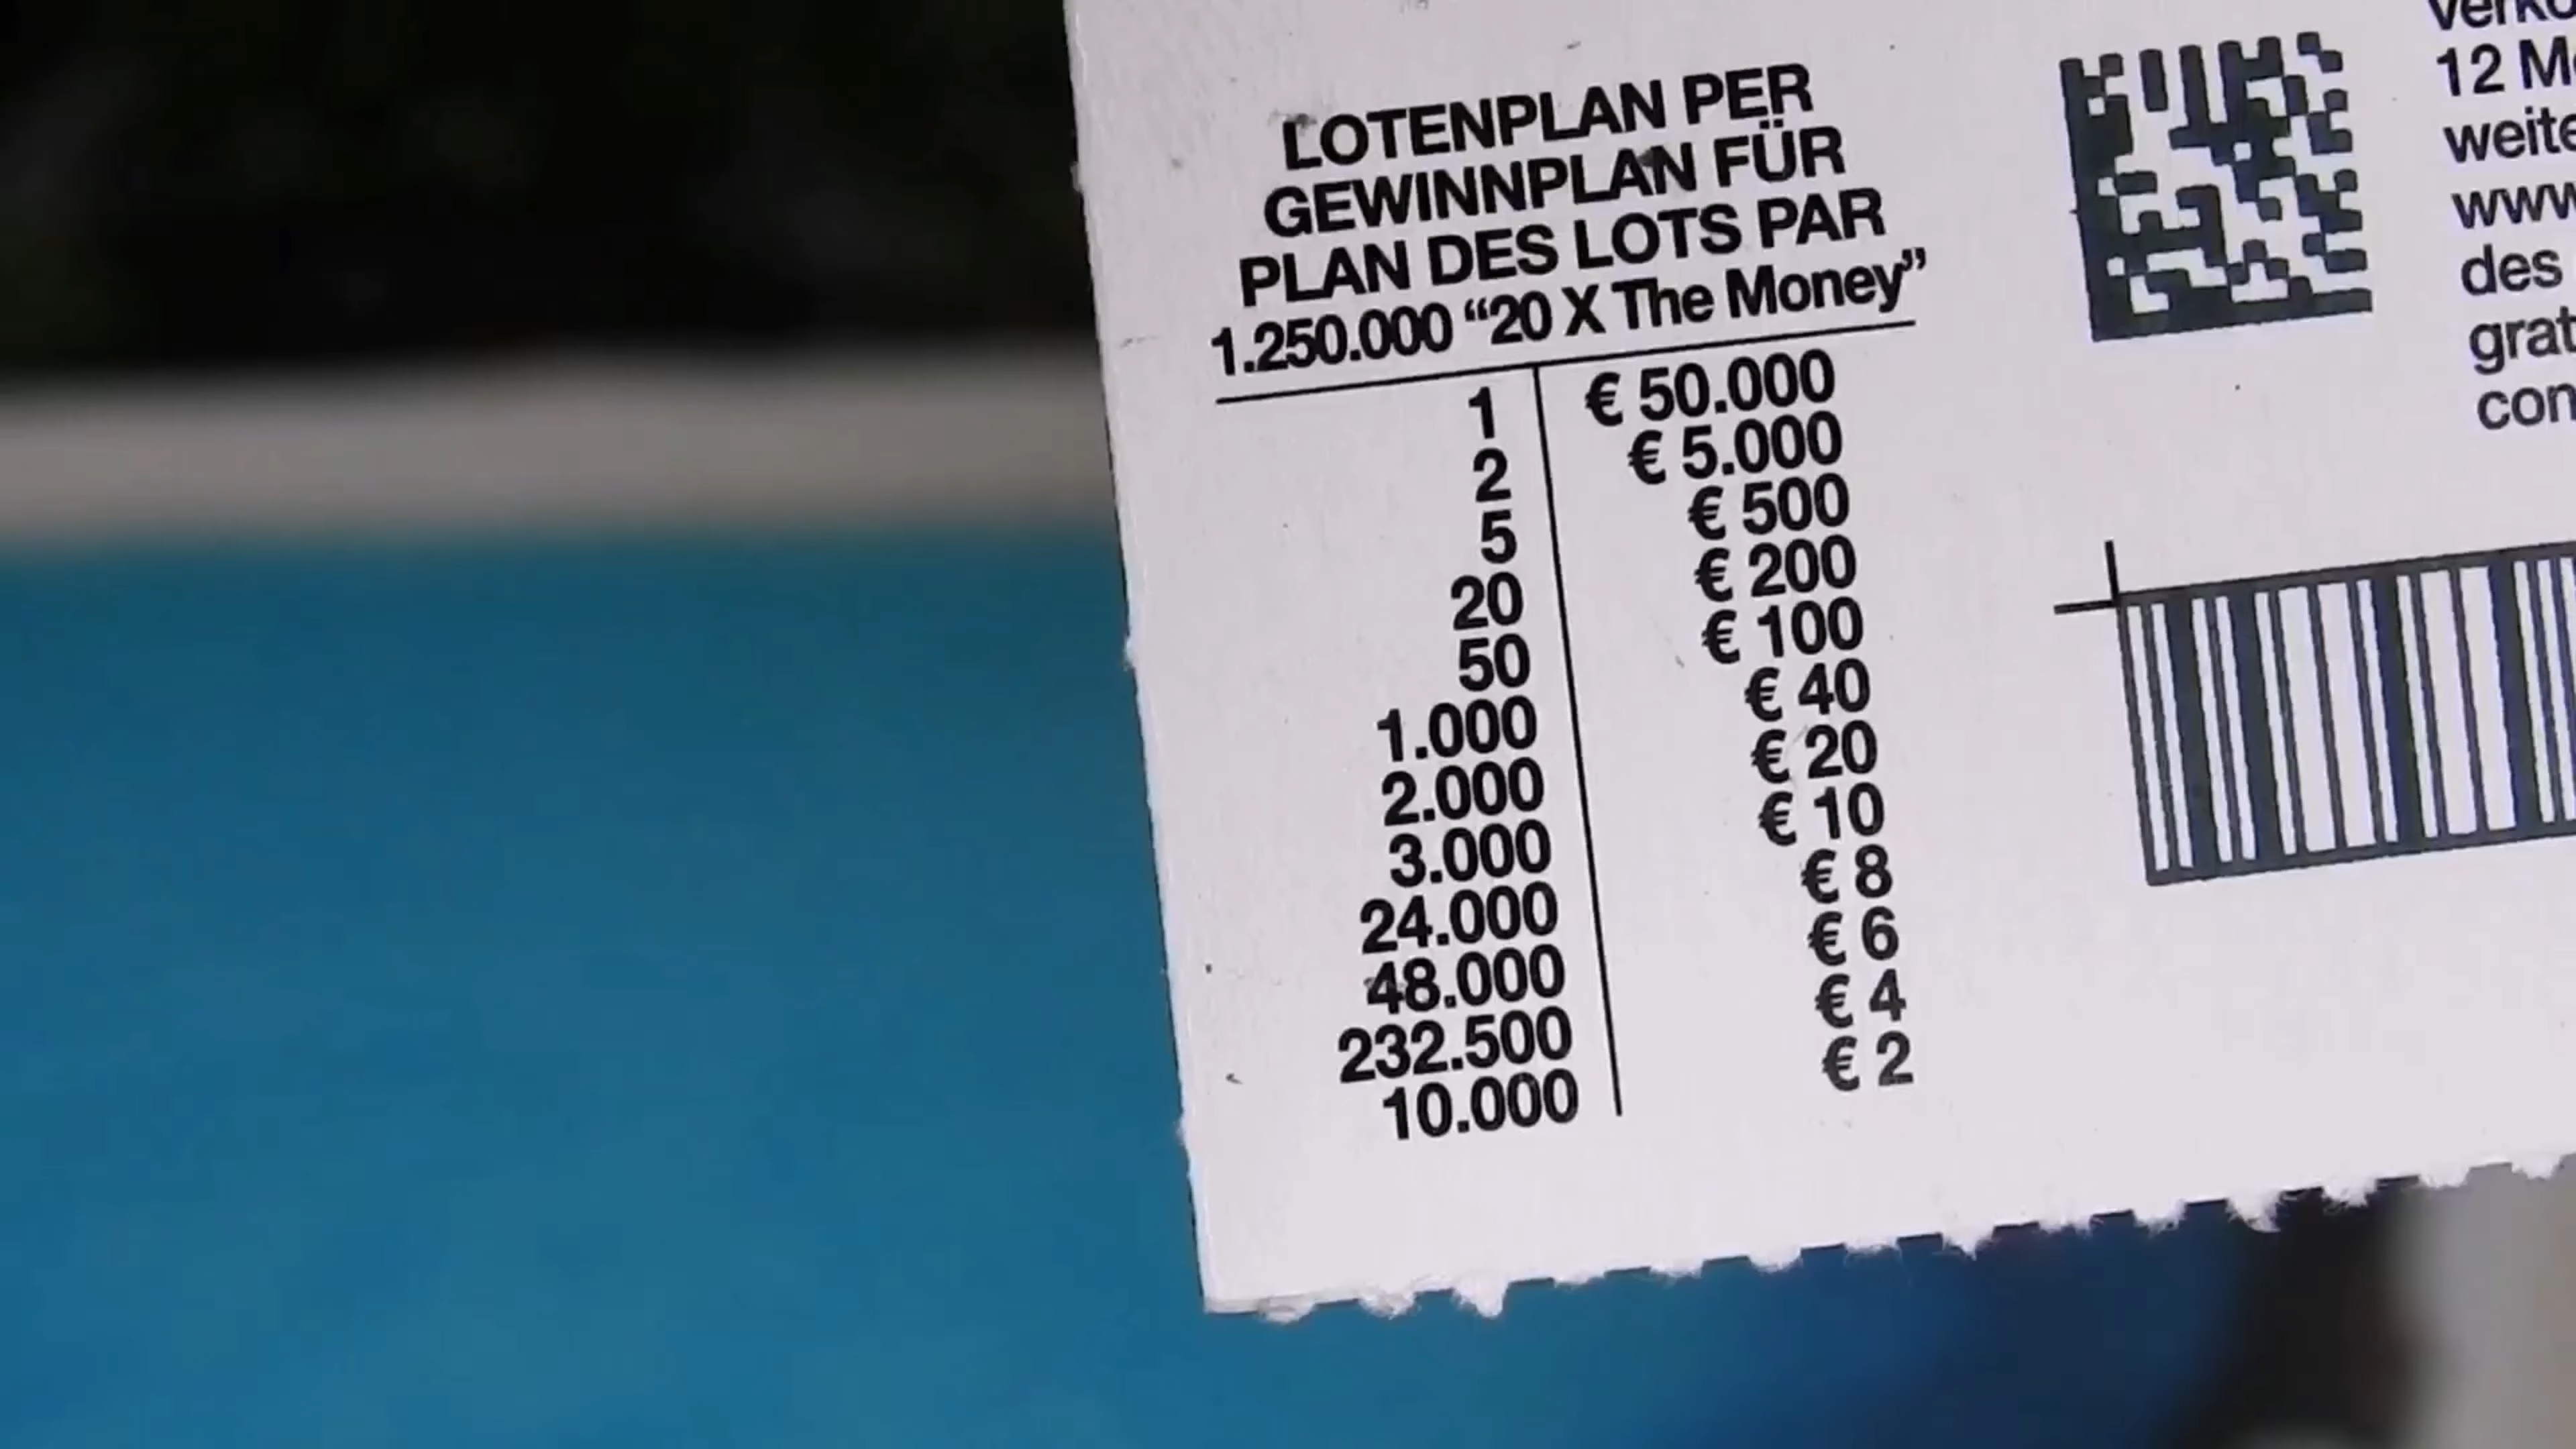 LOTENPLAN PER
GEWINNPLAN FÜR
PLAN DES LOTS PAR
1.250.000 “20 X The Money”
1 € 50.000
2 € 5.000
5 € 500
20 € 200
50 € 100
1.000 € 40
2.000 € 20
3.000 € 10
24.000 € 8
48.000 € 6
232.500 € 4
10.000 € 2
12
weite
www
des
grat
con